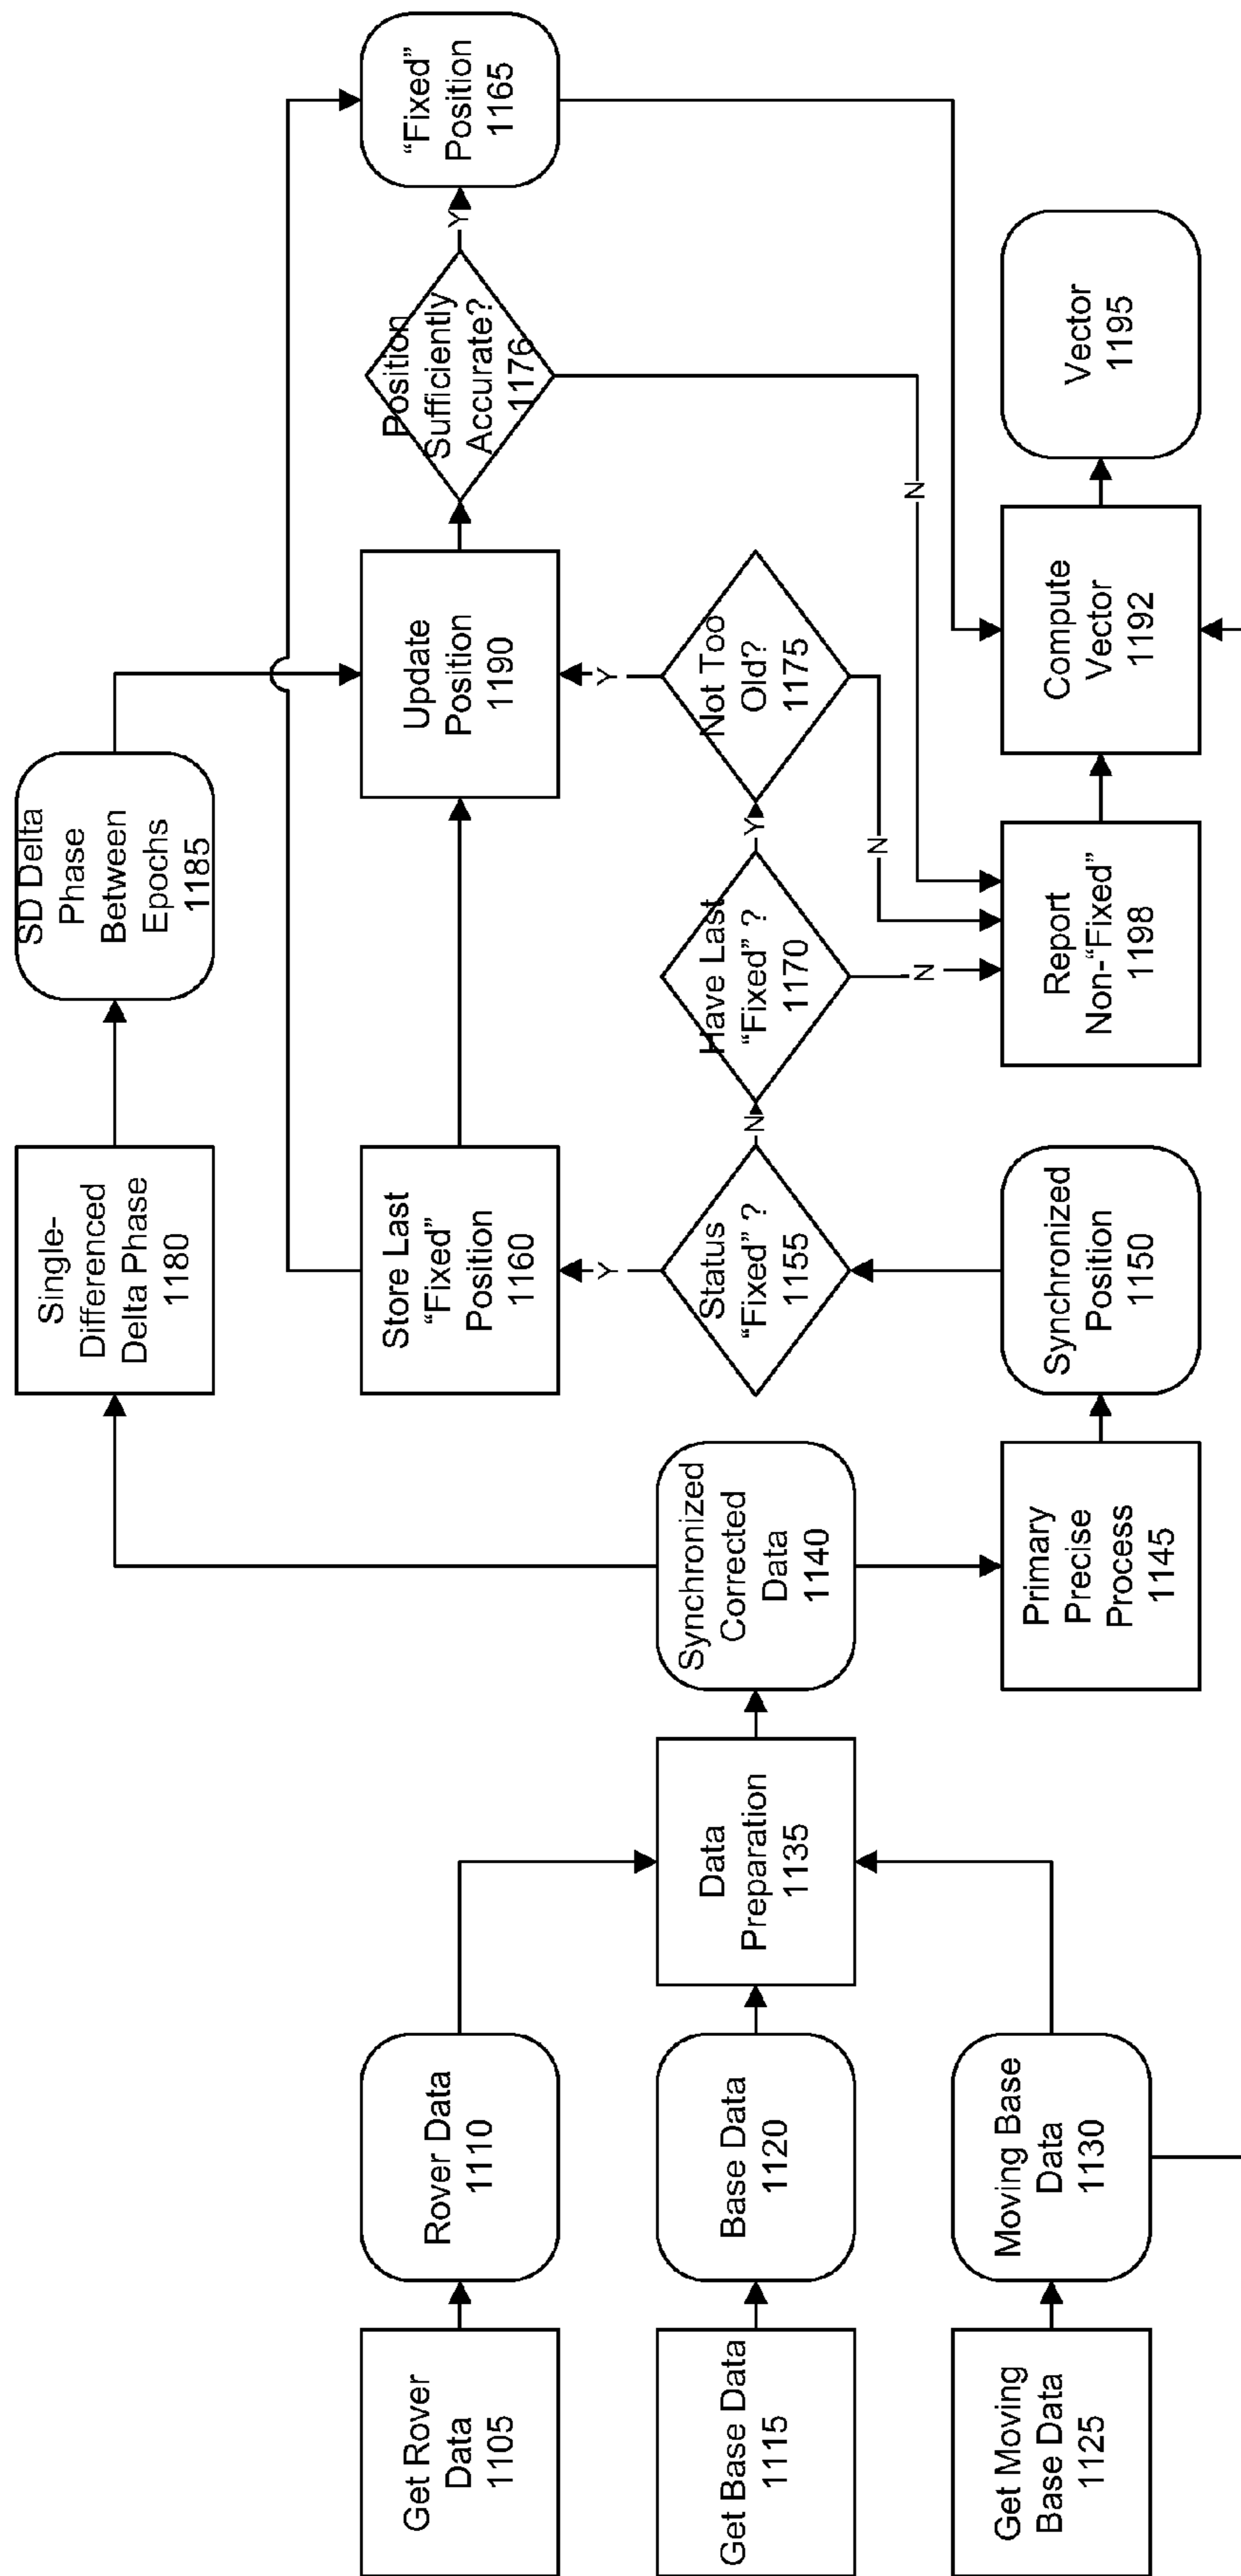 Get Rover
Data
1105
Rover Data
1110
Get Base Data
1115
Base Data
1120
Get Moving
Base Data
1125
Moving Base
Data
1130
Data
Preparation
1135
Synchronized
Corrected
Data
1140
Primary
Precise
Process
1145
Synchronized
Position
1150
Status
“Fixed” ?
1155
Y
N
Store Last
“Fixed”
Position
1160
Single-
Differenced
Delta Phase
1180
SD Delta
Phase
Between
Epochs
1185
Have Last
“Fixed” ?
1170
Y
N
Not Too
Old?
1175
Y
N
Update
Position
1190
Position
Sufficiently
Accurate?
1176
Y
N
“Fixed”
Position
1165
Report
Non-“Fixed”
1198
Compute
Vector
1192
Vector
1195